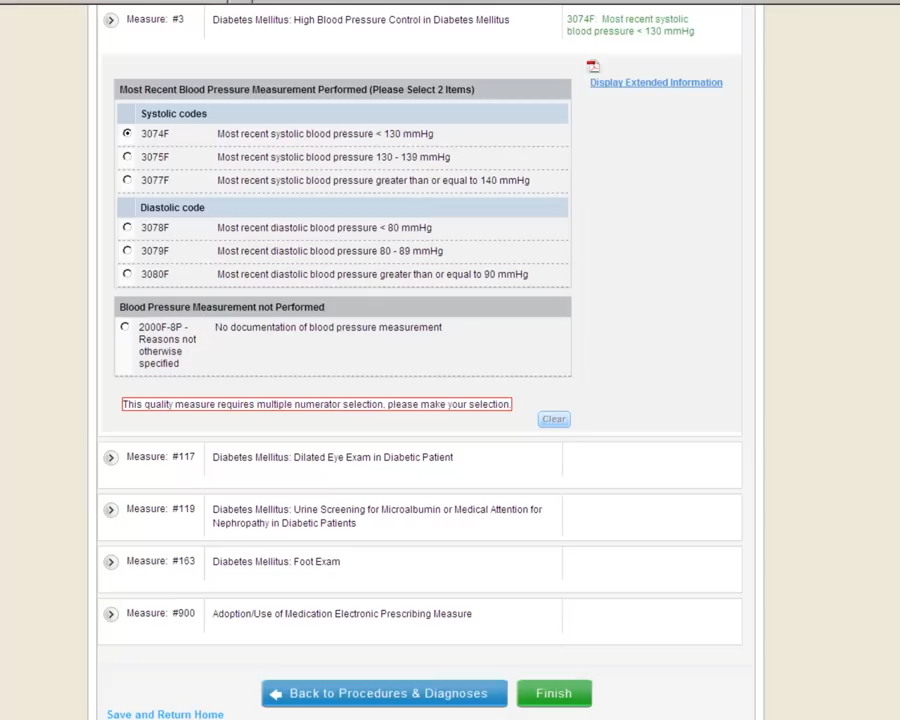 Measure: #3
Diabetes Mellitus: High Blood Pressure Control in Diabetes Mellitus
3074F: Most recent systolic
blood pressure < 130 mmHg
Display Extended Information
Most Recent Blood Pressure Measurement Performed (Please Select 2 Items)
Systolic codes
3074F Most recent systolic blood pressure < 130 mmHg
3075F Most recent systolic blood pressure 130 - 139 mmHg
3077F Most recent systolic blood pressure greater than or equal to 140 mmHg
Diastolic code
3078F Most recent diastolic blood pressure < 80 mmHg
3079F Most recent diastolic blood pressure 80 - 89 mmHg
3080F Most recent diastolic blood pressure greater than or equal to 90 mmHg
Blood Pressure Measurement not Performed
2000F-8P - No documentation of blood pressure measurement
Reasons not
otherwise
specified
This quality measure requires multiple numerator selection, please make your selection.
Clear
Measure: #117 Diabetes Mellitus: Dilated Eye Exam in Diabetic Patient
Measure: #119 Diabetes Mellitus: Urine Screening for Microalbumin or Medical Attention for
Nephropathy in Diabetic Patients
Measure: #163 Diabetes Mellitus: Foot Exam
Measure: #900 Adoption/Use of Medication Electronic Prescribing Measure
Back to Procedures & Diagnoses
Finish
Save and Return Home